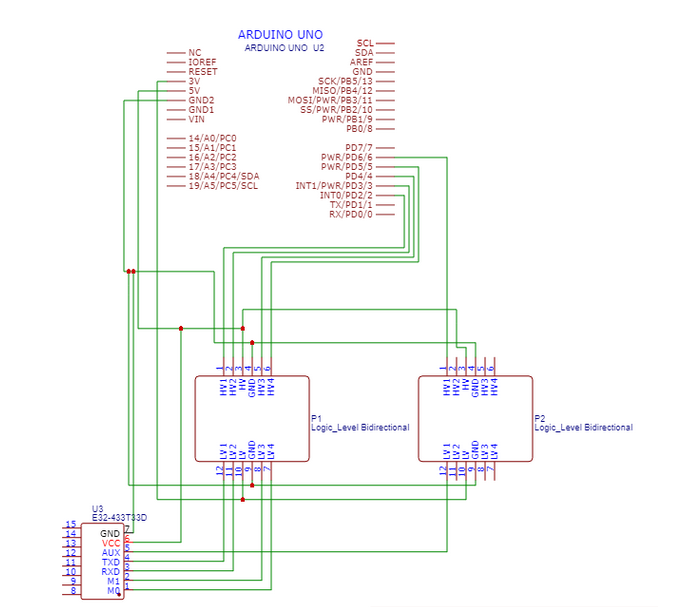 ARDUINO UNO
ARDUINO UNO U2
NC
IOREF
RESET
3V
5V
GND2
GND1
VIN
14/A0/PC0
15/A1/PC1
16/A2/PC2
17/A3/PC3
18/A4/PC4/SDA
19/A5/PC5/SCL
SCL
SDA
AREF
GND
SCK/PB5/13
MISO/PB4/12
MOSI/PWR/PB3/11
SS/PWR/PB2/10
PWR/PB1/9
PB0/8
PD7/7
PWR/PD6/6
PWR/PD5/5
PD4/4
INT1/PWR/PD3/3
INT0/PD2/2
TX/PD1/1
RX/PD0/0
1 2 3 4 5 6
HV1 HV2 HV GND HV3 HV4
P1
Logic_Level Bidirectional
LV1 LV2 LV GND LV3 LV4
12 11 10 9 8 7
1 2 3 4 5 6
HV1 HV2 HV GND HV3 HV4
P2
Logic_Level Bidirectional
LV1 LV2 LV GND LV3 LV4
12 11 10 9 8 7
U3
E32-433T33D
15
14
13
12
11
10
9
8
GND 7
VCC 6
AUX 5
TXD 4
RXD 3
M1 2
M0 1